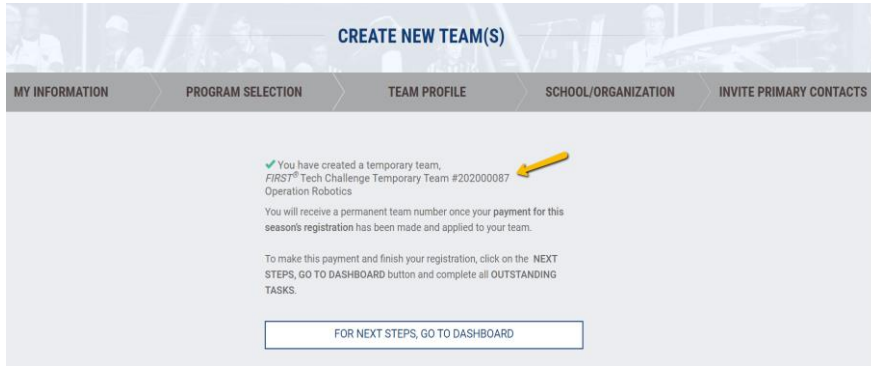 CREATE NEW TEAM(S)
MY INFORMATION PROGRAM SELECTION TEAM PROFILE SCHOOL/ORGANIZATION INVITE PRIMARY CONTACTS
✔ You have created a temporary team,
FIRST® Tech Challenge Temporary Team #202000087
Operation Robotics
You will receive a permanent team number once your payment for this
season's registration has been made and applied to your team.
To make this payment and finish your registration, click on the NEXT
STEPS, GO TO DASHBOARD button and complete all OUTSTANDING
TASKS.
FOR NEXT STEPS, GO TO DASHBOARD